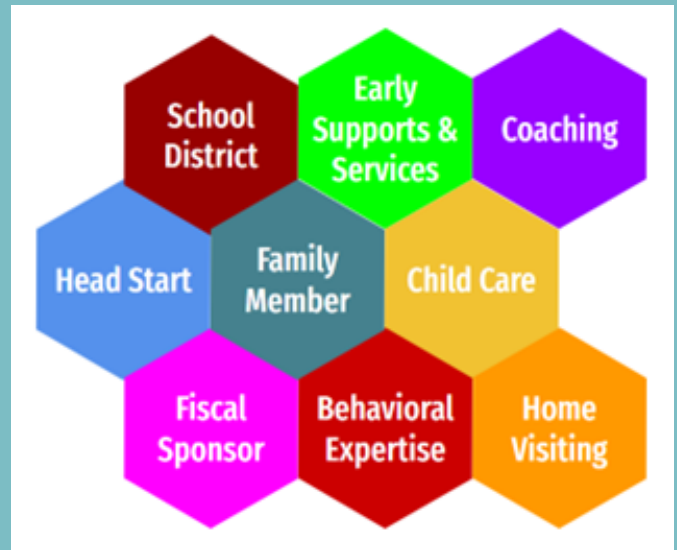 School
District
Early
Supports &
Services
Coaching
Head Start
Family
Member
Child Care
Fiscal
Sponsor
Behavioral
Expertise
Home
Visiting